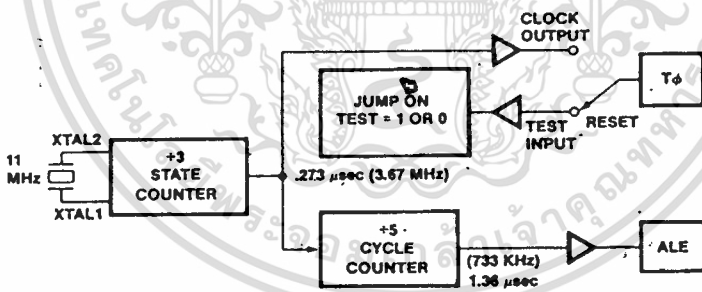 CLOCK
OUTPUT
Tφ
JUMP ON
TEST = 1 OR 0
TEST
INPUT
RESET
XTAL2
11
MHz
XTAL1
+3
STATE
COUNTER
.273 μsec (3.67 MHz)
÷5
CYCLE
COUNTER
(733 KHz)
1.36 μsec
ALE